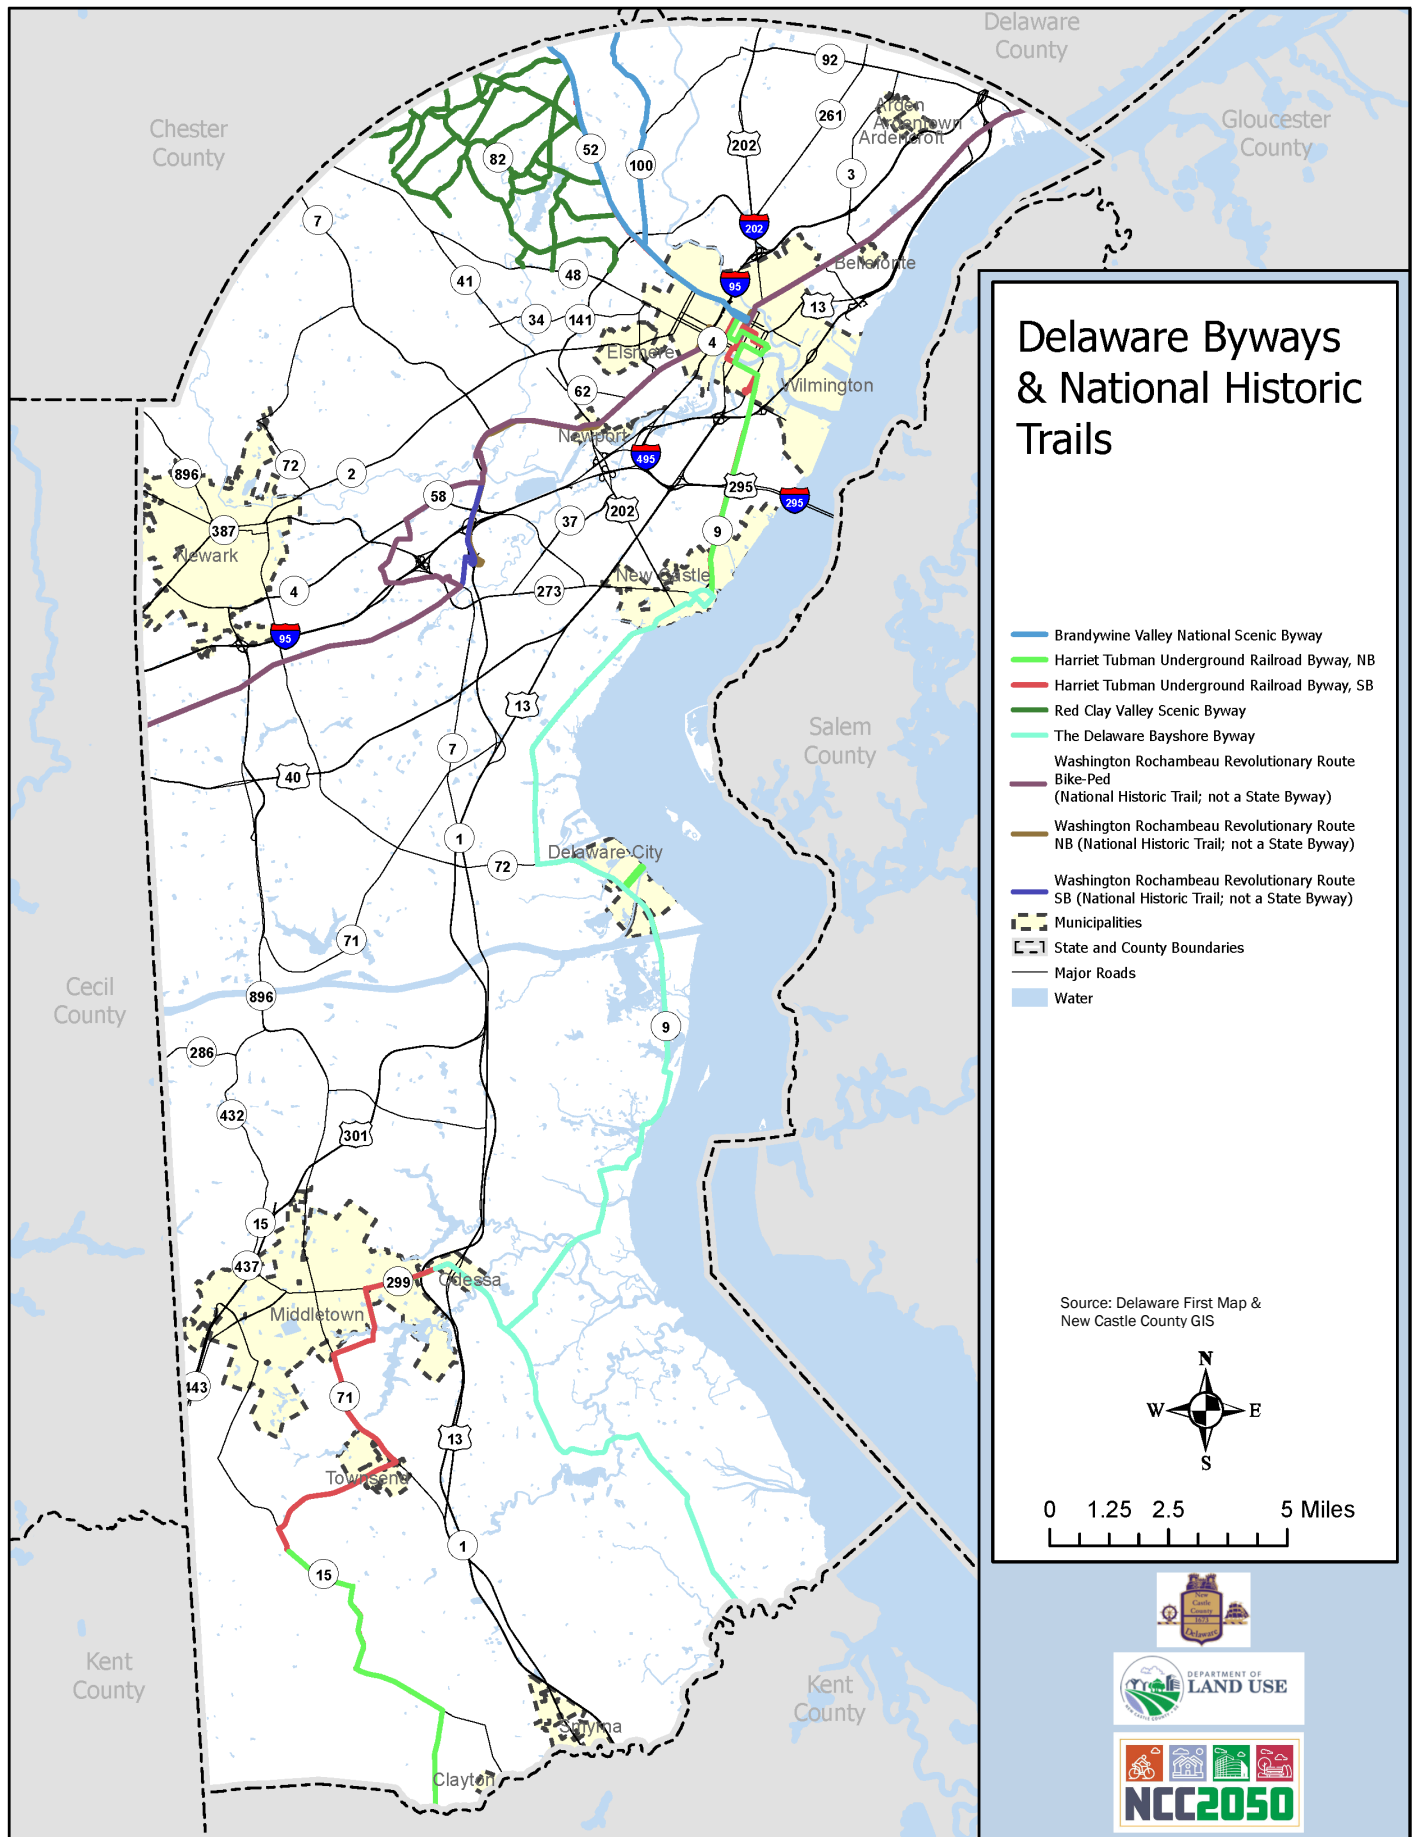 Delaware
County
Chester
County
Gloucester
County
92
Arden
Ardentown
Ardencroft
261
202
52
82
100
3
7
202
Bellefonte
95
13
41
48
34
141
4
Elsmere
Wilmington
62
Newport
495
896
72
2
58
295
295
202
37
9
387
Newark
4
New Castle
273
95
13
7
40
Salem
County
1
72
Delaware City
71
Cecil
County
896
9
286
432
301
15
437
299
Odessa
Middletown
443
71
13
Townsend
1
15
Kent
County
Kent
County
Smyrna
Clayton
Delaware Byways
& National Historic
Trails
Brandywine Valley National Scenic Byway
Harriet Tubman Underground Railroad Byway, NB
Harriet Tubman Underground Railroad Byway, SB
Red Clay Valley Scenic Byway
The Delaware Bayshore Byway
Washington Rochambeau Revolutionary Route
Bike-Ped
(National Historic Trail; not a State Byway)
Washington Rochambeau Revolutionary Route
NB (National Historic Trail; not a State Byway)
Washington Rochambeau Revolutionary Route
SB (National Historic Trail; not a State Byway)
Municipalities
State and County Boundaries
Major Roads
Water
Source: Delaware First Map &
New Castle County GIS
N
W E
S
0 1.25 2.5 5 Miles
New
Castle
County
1673
Delaware
DEPARTMENT OF
LAND USE
NEW CASTLE COUNTY
NCC2050